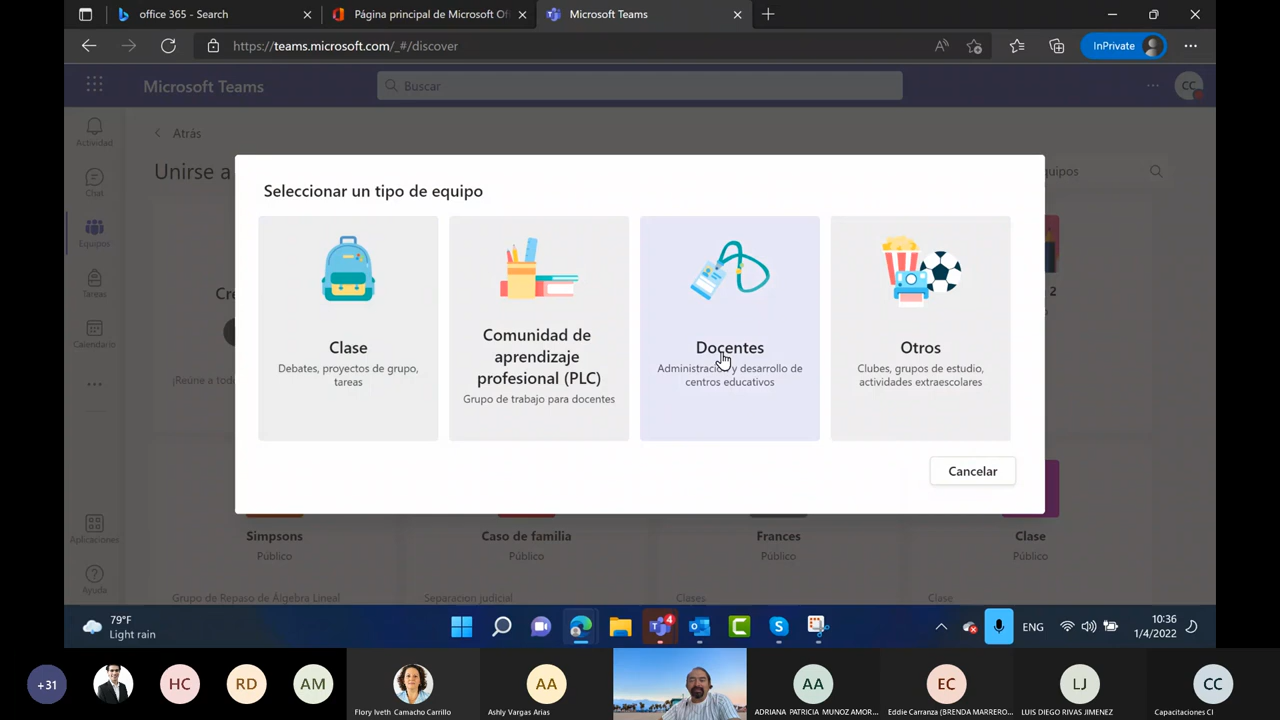 office 365 - Search
Página principal de Microsoft Of
Microsoft Teams
https://teams.microsoft.com/_#/discover
InPrivate
Microsoft Teams
Buscar
CC
Actividad
Chat
Equipos
Tareas
Calendario
Aplicaciones
Ayuda
Atrás
Unirse a
Seleccionar un tipo de equipo
Clase
Debates, proyectos de grupo,
tareas
Comunidad de
aprendizaje
profesional (PLC)
Grupo de trabajo para docentes
Docentes
Administración y desarrollo de
centros educativos
Otros
Clubes, grupos de estudio,
actividades extraescolares
Cancelar
Simpsons
Público
Grupo de Repaso de Álgebra Lineal
Caso de familia
Público
Separacion judicial
Frances
Público
Clases
Clase
Público
Clase
79°F
Light rain
4
ENG
10:36
1/4/2022
+31
HC
RD
AM
Flory Iveth Camacho Carrillo
AA
Ashly Vargas Arias
AA
ADRIANA PATRICIA MUNOZ AMOR...
EC
Eddie Carranza (BRENDA MARRERO...
LJ
LUIS DIEGO RIVAS JIMENEZ
CC
Capacitaciones CI